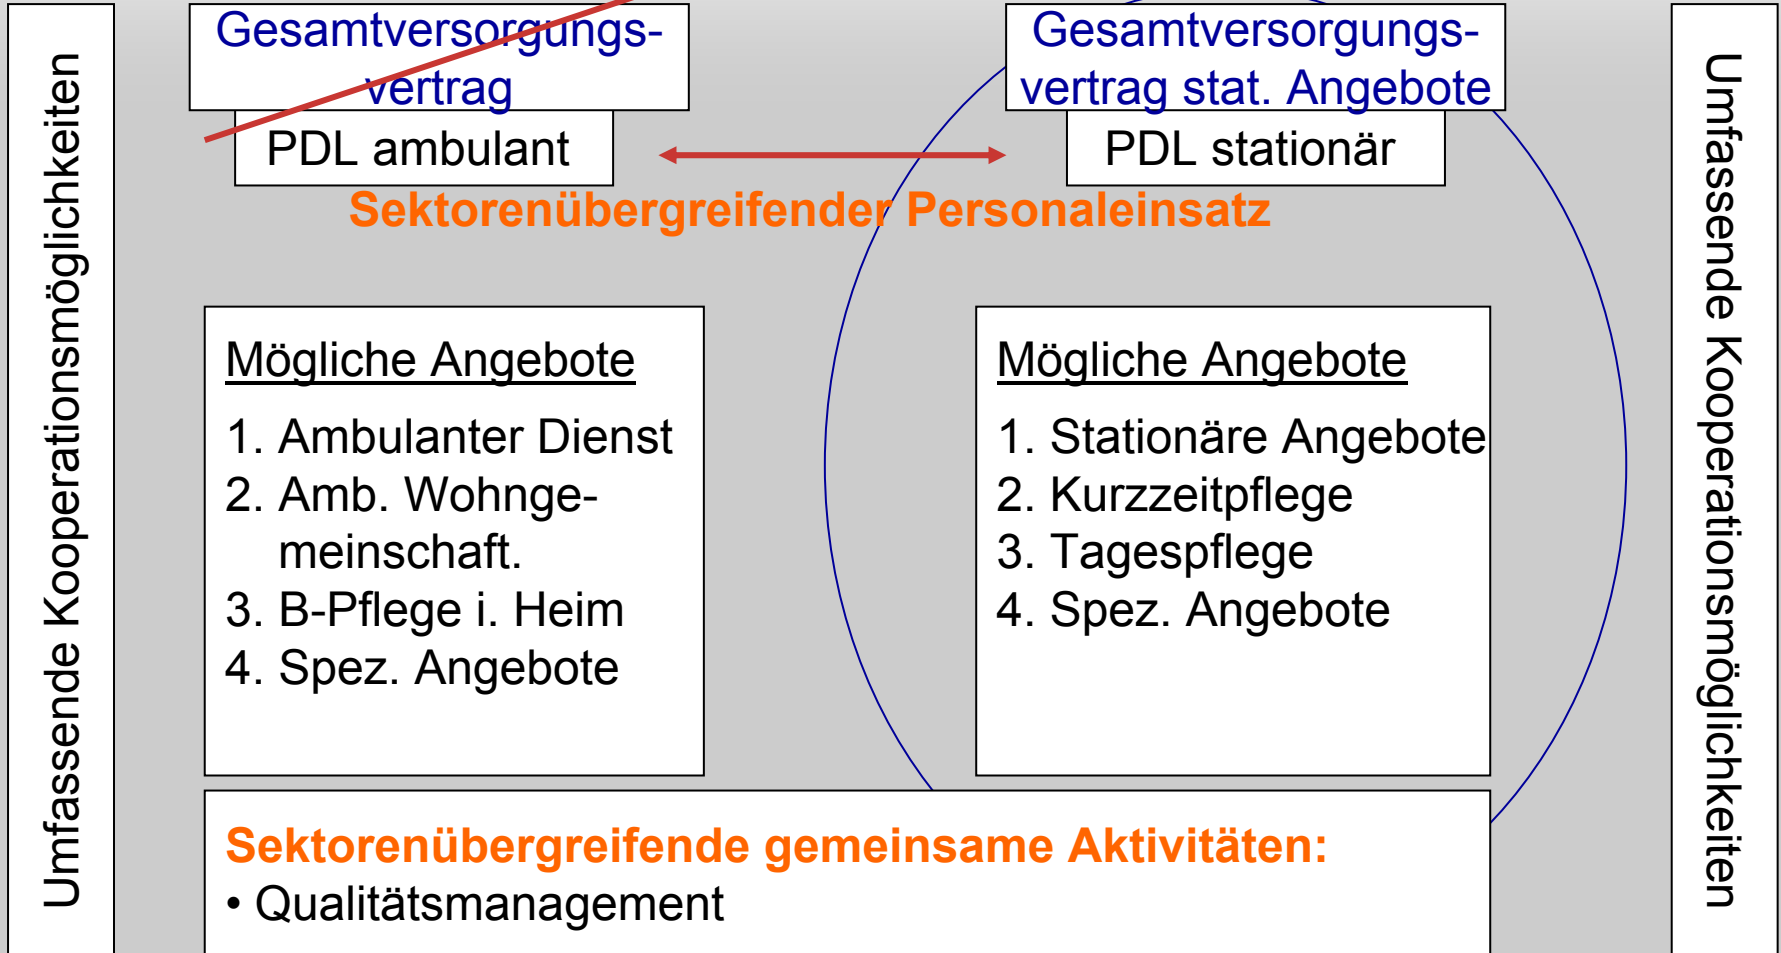 Umfassende Kooperationsmöglichkeiten
Gesamtversorgungs-
vertrag
PDL ambulant
Gesamtversorgungs-
vertrag stat. Angebote
PDL stationär
Sektorenübergreifender Personaleinsatz
Mögliche Angebote
1. Ambulanter Dienst
2. Amb. Wohnge-
meinschaft.
3. B-Pflege i. Heim
4. Spez. Angebote
Mögliche Angebote
1. Stationäre Angebote
2. Kurzzeitpflege
3. Tagespflege
4. Spez. Angebote
Sektorenübergreifende gemeinsame Aktivitäten:
• Qualitätsmanagement
Umfassende Kooperationsmöglichkeiten